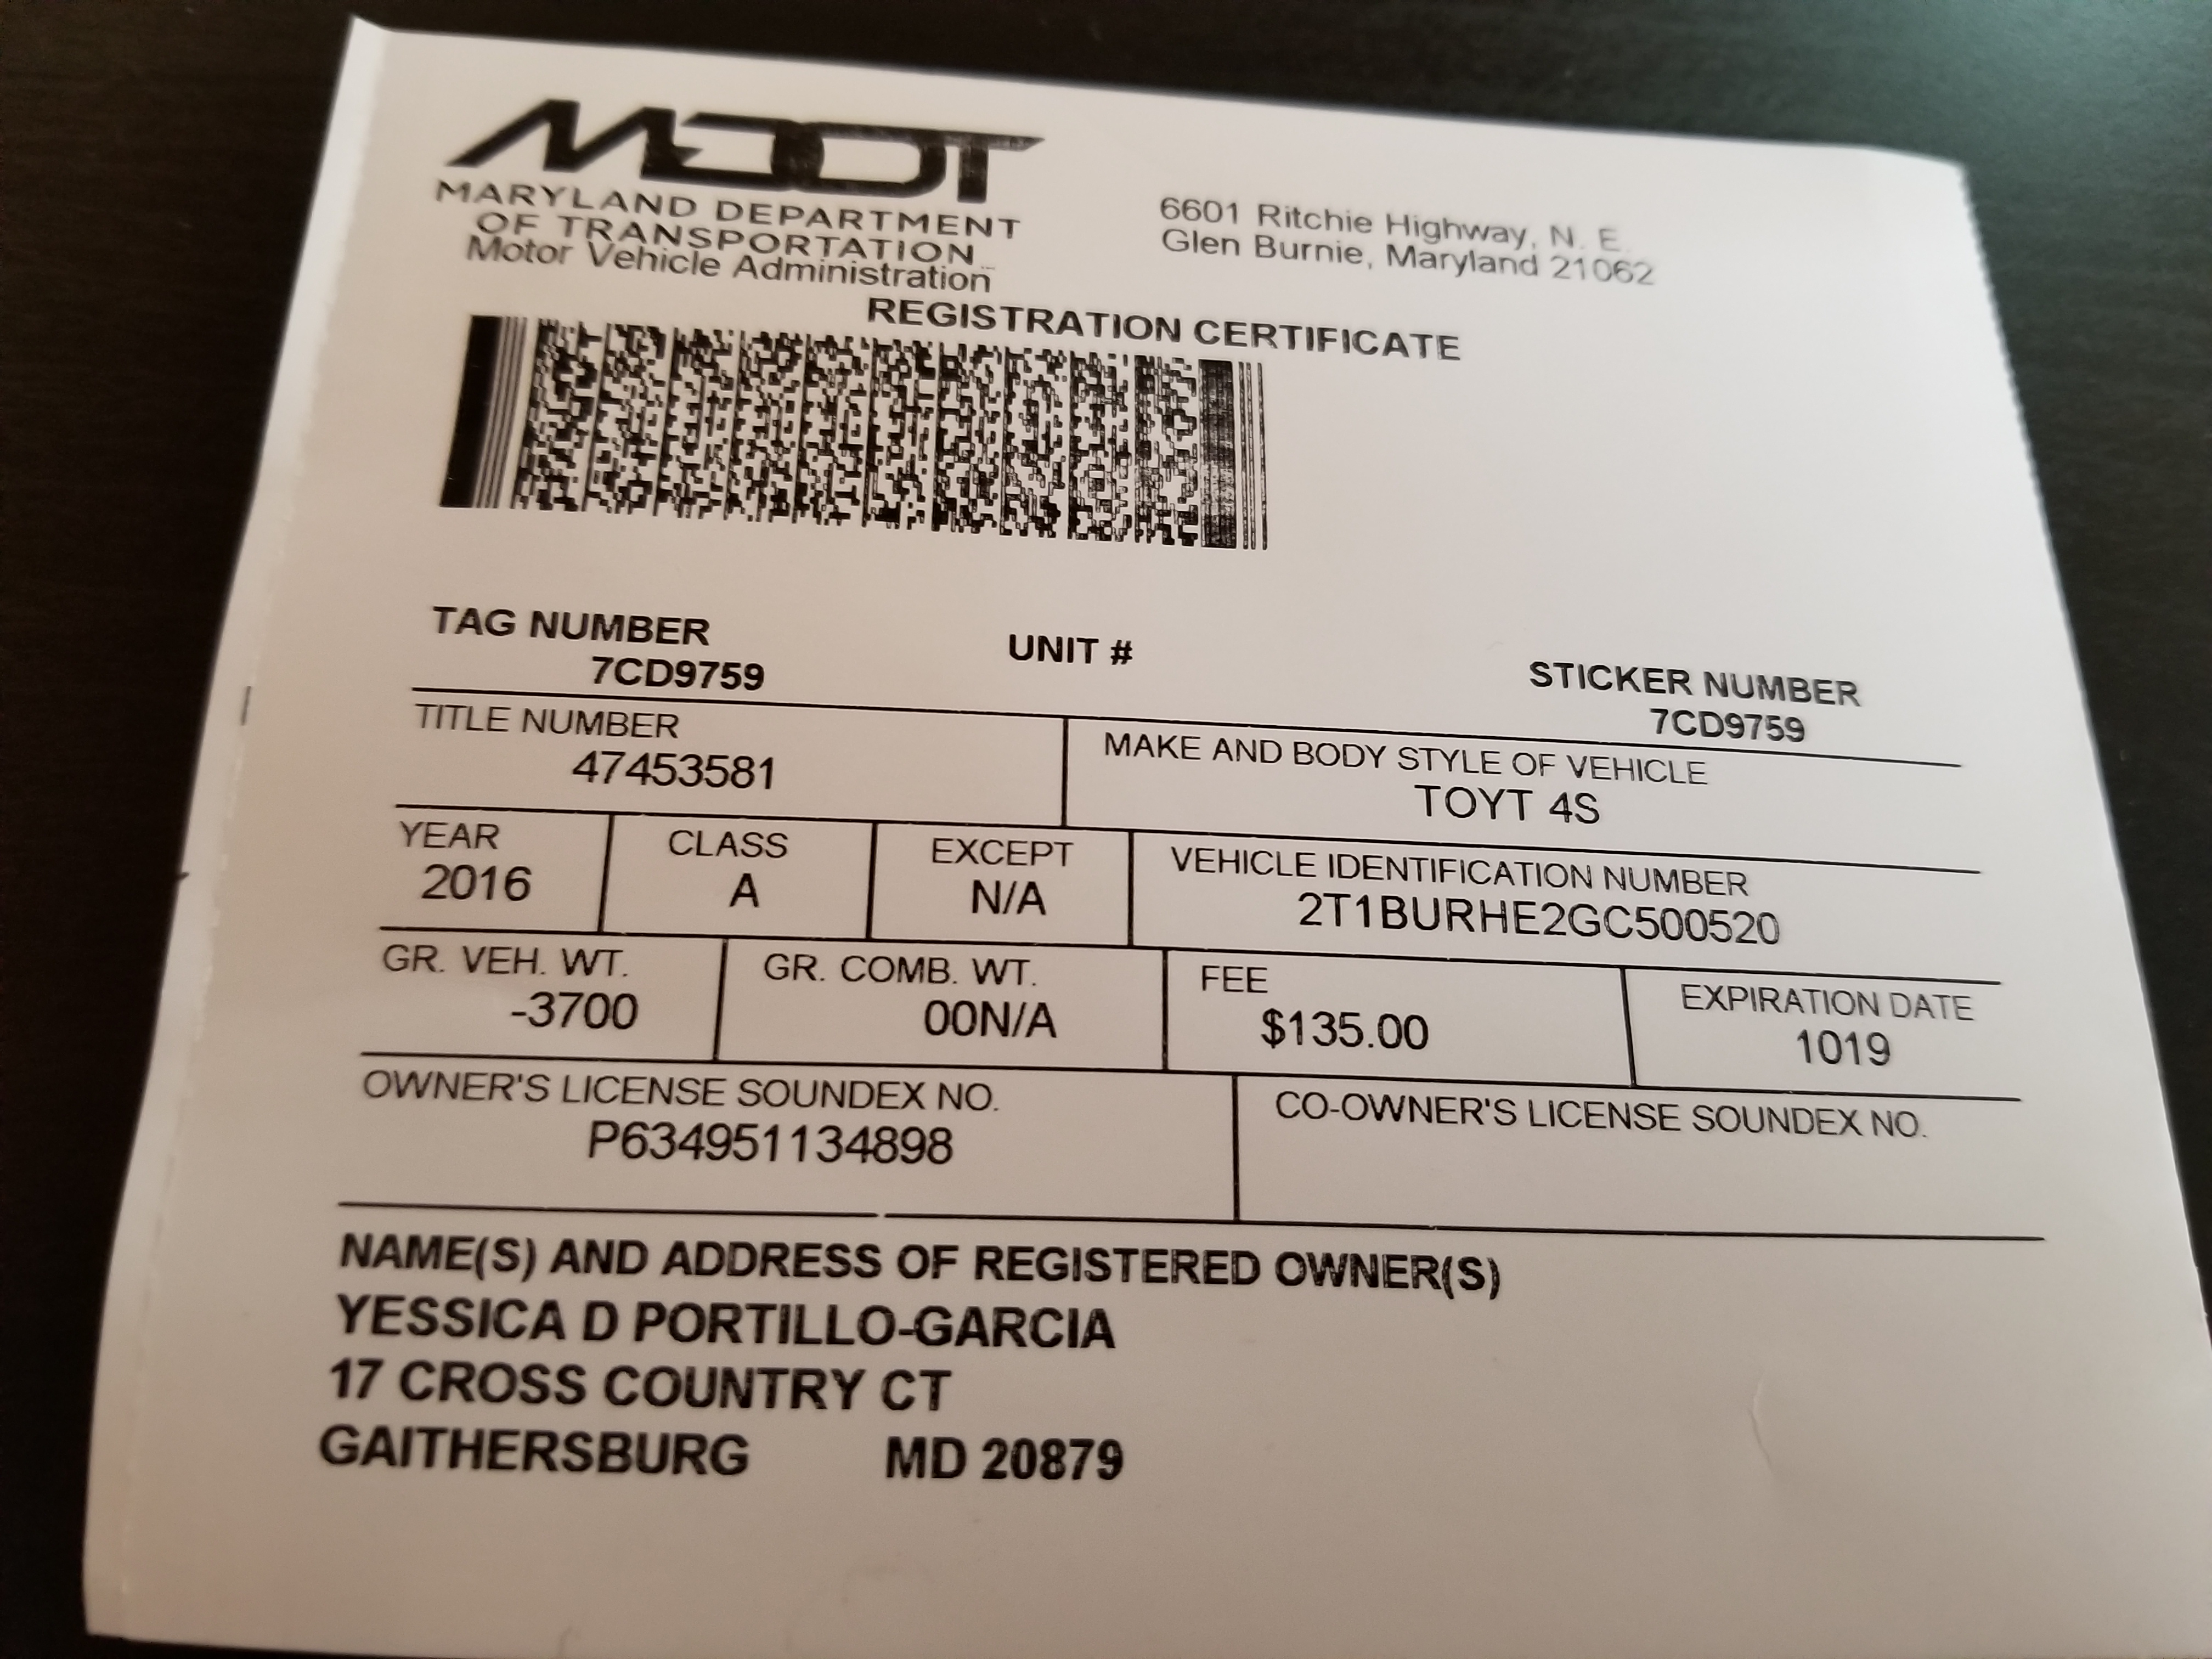 MDOT
MARYLAND DEPARTMENT
OF TRANSPORTATION
Motor Vehicle Administration
6601 Ritchie Highway, N. E.
Glen Burnie, Maryland 21062
REGISTRATION CERTIFICATE
TAG NUMBER
7CD9759
UNIT #
STICKER NUMBER
7CD9759
TITLE NUMBER
47453581
MAKE AND BODY STYLE OF VEHICLE
TOYT 4S
YEAR
2016
CLASS
A
EXCEPT
N/A
VEHICLE IDENTIFICATION NUMBER
2T1BURHE2GC500520
GR. VEH. WT.
-3700
GR. COMB. WT.
00N/A
FEE
$135.00
EXPIRATION DATE
1019
OWNER'S LICENSE SOUNDEX NO.
P634951134898
CO-OWNER'S LICENSE SOUNDEX NO.
NAME(S) AND ADDRESS OF REGISTERED OWNER(S)
YESSICA D PORTILLO-GARCIA
17 CROSS COUNTRY CT
GAITHERSBURG MD 20879